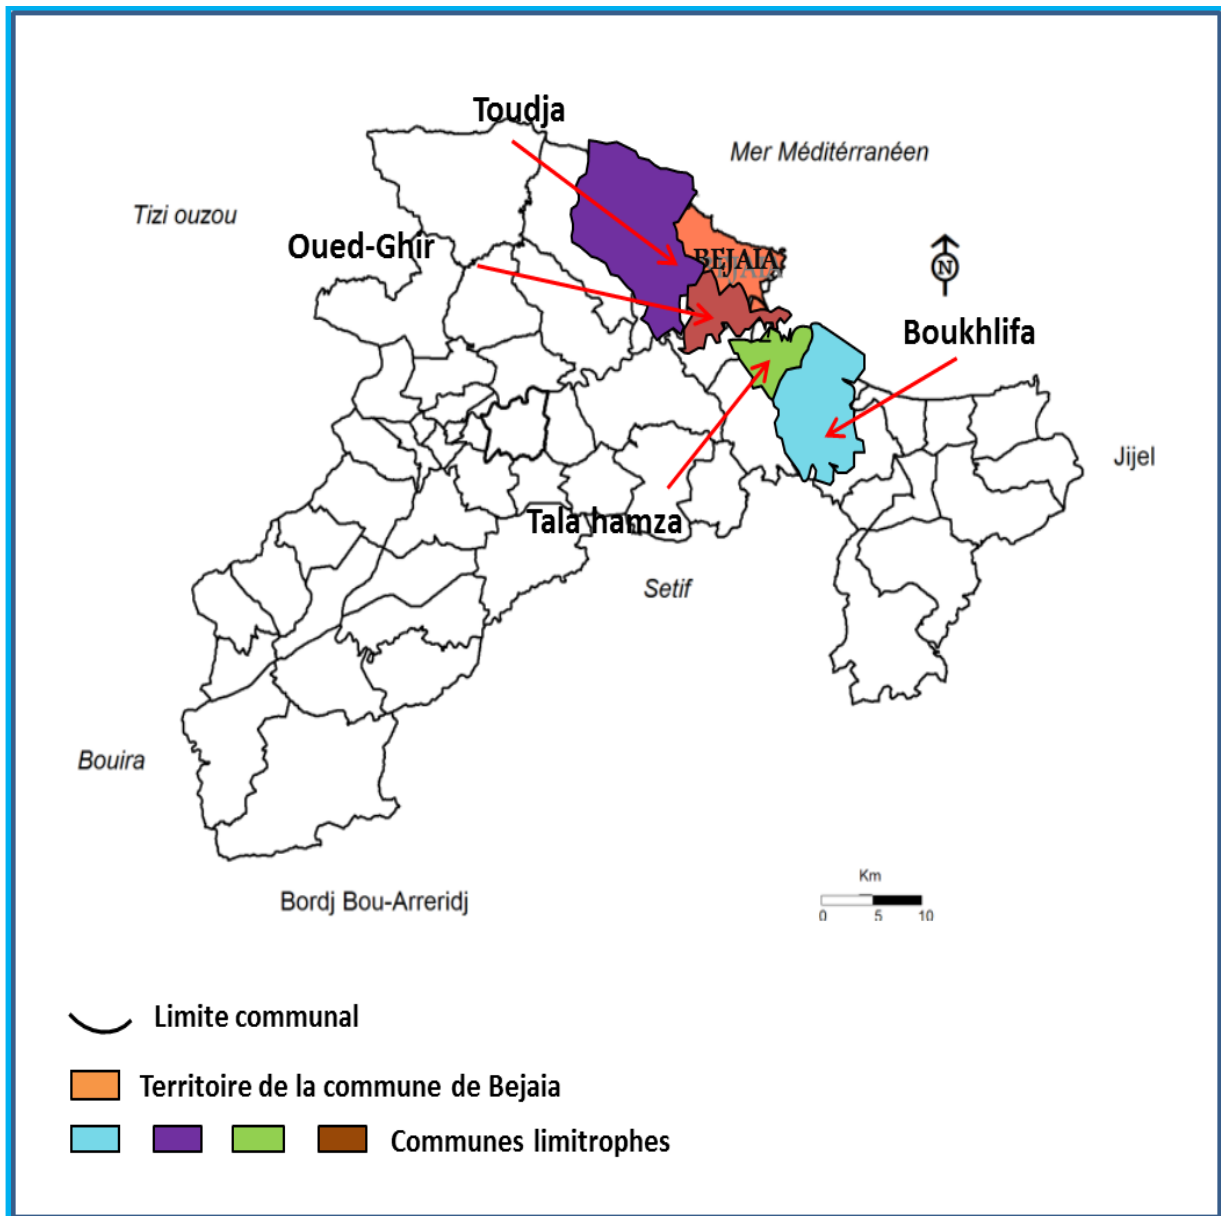 Toudja
Mer Méditérranéen
Tizi ouzou
Oued-Ghir
BEJAIA
N
Boukhlifa
Jijel
Tala hamza
Setif
Bouira
Km
0 5 10
Bordj Bou-Arreridj
Limite communal
Territoire de la commune de Bejaia
Communes limitrophes